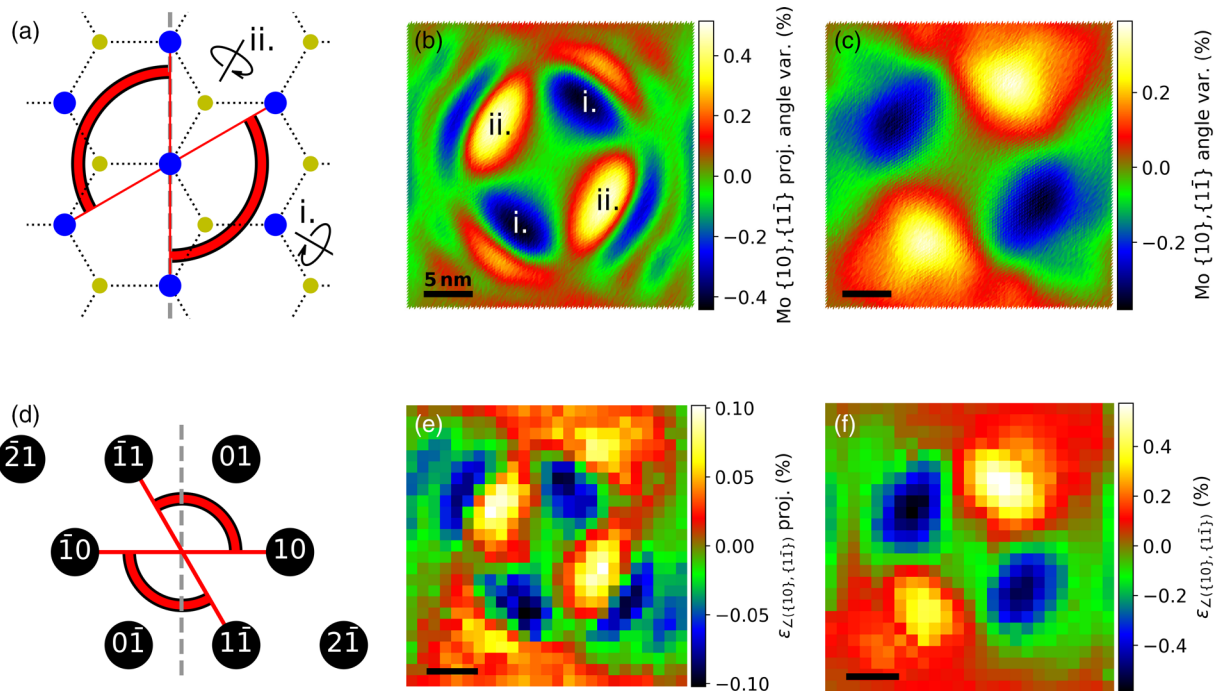 (a)
ii.
i.
(b)
i.
ii.
ii.
i.
5 nm
0.4
0.2
0.0
−0.2
−0.4
Mo {10},{11̄} proj. angle var. (%)
(c)
0.2
0.0
−0.2
Mo {10},{11̄} angle var. (%)
(d)
2̄1
1̄1
01
1̄0
10
01̄
11̄
21̄
(e)
0.10
0.05
0.00
−0.05
−0.10
ε∠({10},{11̄}) proj. (%)
(f)
0.4
0.2
0.0
−0.2
−0.4
ε∠({10},{11̄}) (%)